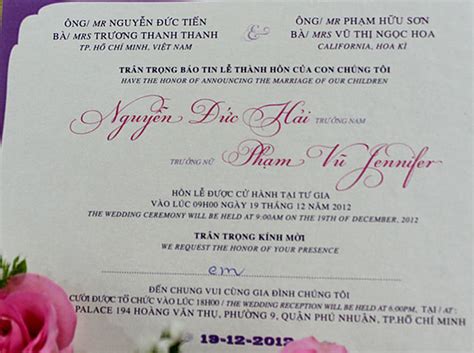 ÔNG/ MR NGUYỄN ĐỨC TIẾN
BÀ/ MRS TRƯƠNG THANH THANH
TP. HỒ CHÍ MINH, VIỆT NAM
&
ÔNG/ MR PHẠM HỮU SƠN
BÀ/ MRS VŨ THỊ NGỌC HOA
CALIFORNIA, HOA KÌ
TRÂN TRỌNG BÁO TIN LỄ THÀNH HÔN CỦA CON CHÚNG TÔI
HAVE THE HONOR OF ANNOUNCING THE MARRIAGE OF OUR CHILDREN
Nguyễn Đức Hải TRƯỞNG NAM
TRƯỞNG NỮ Phạm Vũ Jennifer
HÔN LỄ ĐƯỢC CỬ HÀNH TẠI TƯ GIA
VÀO LÚC 09H00 NGÀY 19 THÁNG 12 NĂM 2012
THE WEDDING CEREMONY WILL BE HELD AT 9:00AM ON THE 19TH OF DECEMBER, 2012
TRÂN TRỌNG KÍNH MỜI
WE REQUEST THE HONOR OF YOUR PRESENCE
em
ĐẾN CHUNG VUI CÙNG GIA ĐÌNH CHÚNG TÔI
CƯỚI ĐƯỢC TỔ CHỨC VÀO LÚC 18H00 / THE WEDDING RECEPTION WILL BE HELD AT 6:00PM, TẠI / AT :
PALACE 194 HOÀNG VĂN THỤ, PHƯỜNG 9, QUẬN PHÚ NHUẬN, TP.HỒ CHÍ MINH
19-12-2012